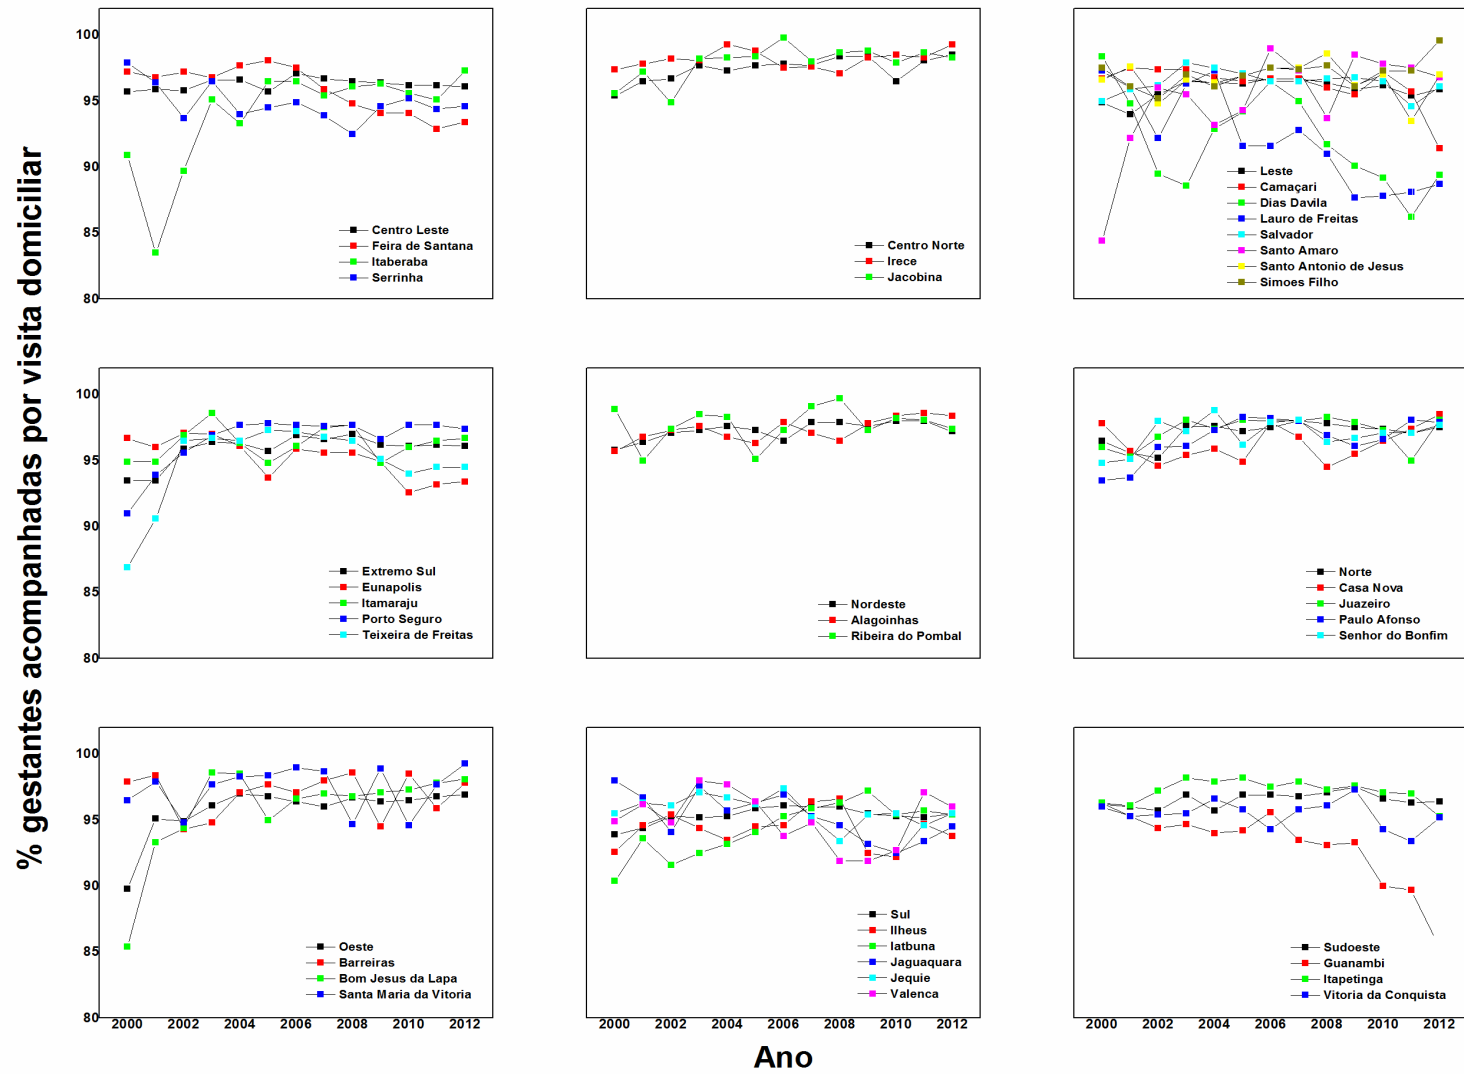 % gestantes acompanhadas por visita domiciliar
100
95
90
85
80
Centro Leste
Feira de Santana
Itaberaba
Serrinha
Centro Norte
Irece
Jacobina
Leste
Camaçari
Dias Davila
Lauro de Freitas
Salvador
Santo Amaro
Santo Antonio de Jesus
Simoes Filho
100
95
90
85
80
Extremo Sul
Eunapolis
Itamaraju
Porto Seguro
Teixeira de Freitas
Nordeste
Alagoinhas
Ribeira do Pombal
Norte
Casa Nova
Juazeiro
Paulo Afonso
Senhor do Bonfim
100
95
90
85
80
Oeste
Barreiras
Bom Jesus da Lapa
Santa Maria da Vitoria
2000 2002 2004 2006 2008 2010 2012
Sul
Ilheus
Iatbuna
Jaguaquara
Jequie
Valenca
2000 2002 2004 2006 2008 2010 2012
Sudoeste
Guanambi
Itapetinga
Vitoria da Conquista
2000 2002 2004 2006 2008 2010 2012
Ano